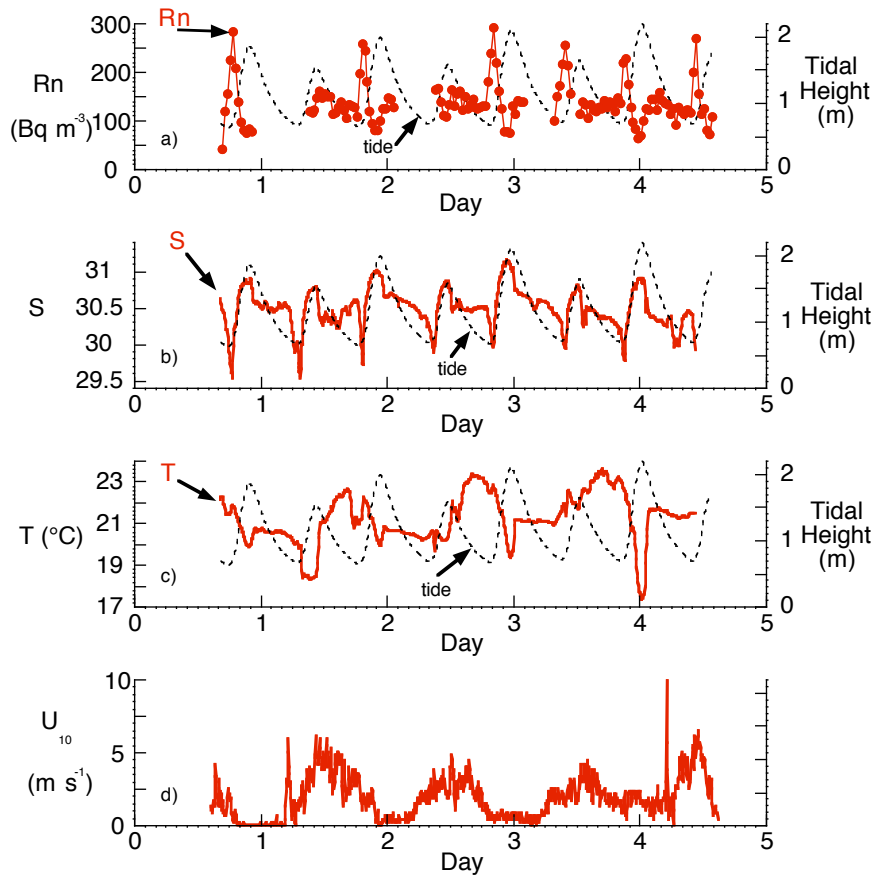 Rn
300
200
100
0
Rn
(Bq m⁻³)
a)
tide
2
1
0
Tidal
Height
(m)
0 1 2 3 4 5
Day
S
31
30.5
30
29.5
S
b)
tide
2
1
0
Tidal
Height
(m)
0 1 2 3 4 5
Day
T
23
21
19
17
T (°C)
c)
tide
2
1
0
Tidal
Height
(m)
0 1 2 3 4 5
Day
10
5
0
U₁₀
(m s⁻¹)
d)
0 1 2 3 4 5
Day